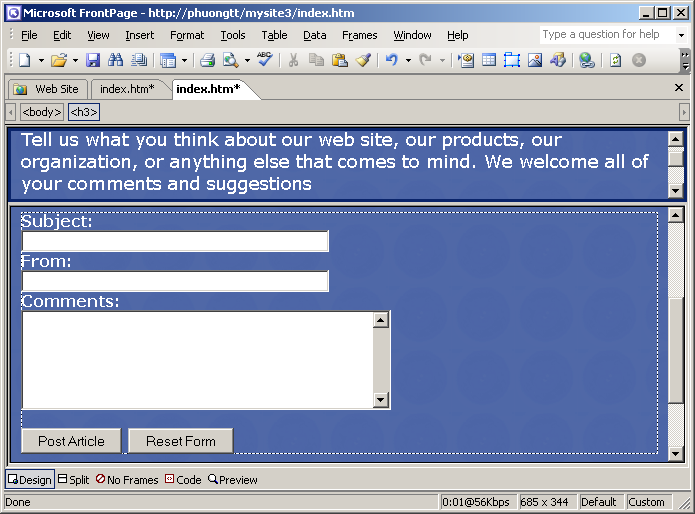 Microsoft FrontPage - http://phuongtt/mysite3/index.htm
File Edit View Insert Format Tools Table Data Frames Window Help Type a question for help
Web Site index.htm* index.htm*
<body> <h3>
Tell us what you think about our web site, our products, our
organization, or anything else that comes to mind. We welcome all of
your comments and suggestions
Subject:
From:
Comments:
Post Article Reset Form
Design Split No Frames Code Preview
Done 0:01@56Kbps 685 x 344 Default Custom